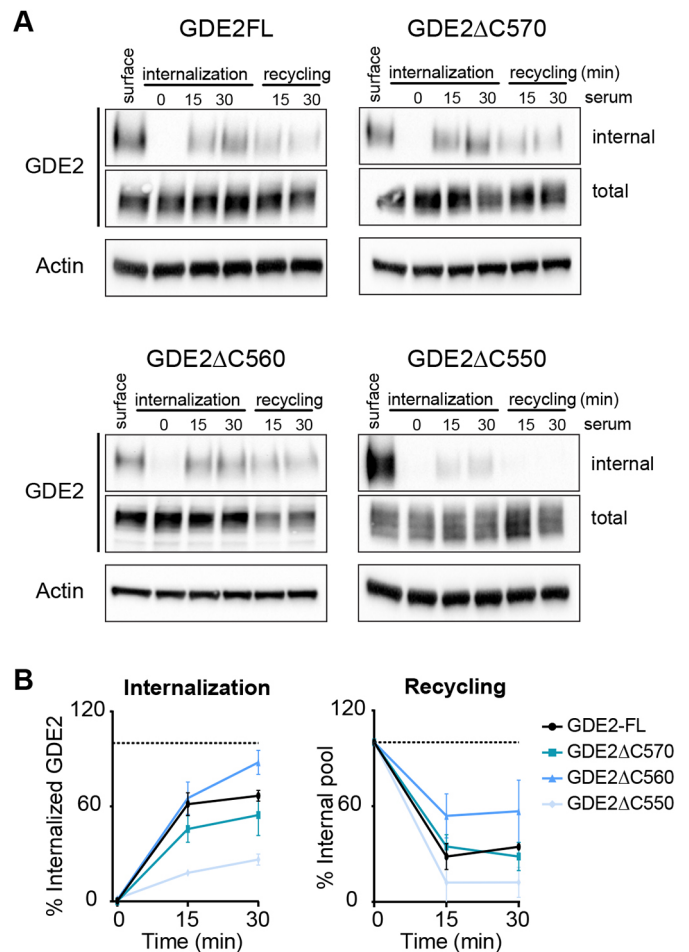 A
GDE2FL
GDE2ΔC570
surface
internalization
recycling
surface
internalization
recycling (min)
0 15 30 15 30
0 15 30 15 30 serum
GDE2
internal
total
Actin
GDE2ΔC560
GDE2ΔC550
surface
internalization
recycling
surface
internalization
recycling (min)
0 15 30 15 30
0 15 30 15 30 serum
GDE2
internal
total
Actin
B
Internalization
Recycling
% Internalized GDE2
120
60
0
0 15 30
Time (min)
% Internal pool
120
60
0
0 15 30
Time (min)
GDE2-FL
GDE2ΔC570
GDE2ΔC560
GDE2ΔC550